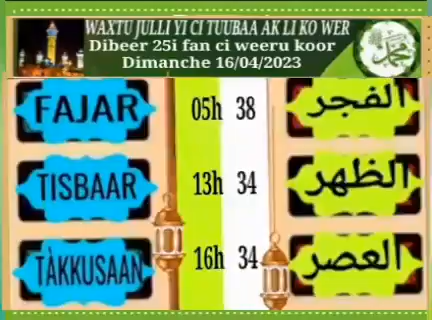 WAXTU JULLI YI CI TUUBAA AK LI KO WER
Dibeer 25i fan ci weeru koor
Dimanche 16/04/2023
محمد
FAJAR 05h 38 الفجر
TISBAAR 13h 34 الظهر
TÀKKUSAAN 16h 34 العصر